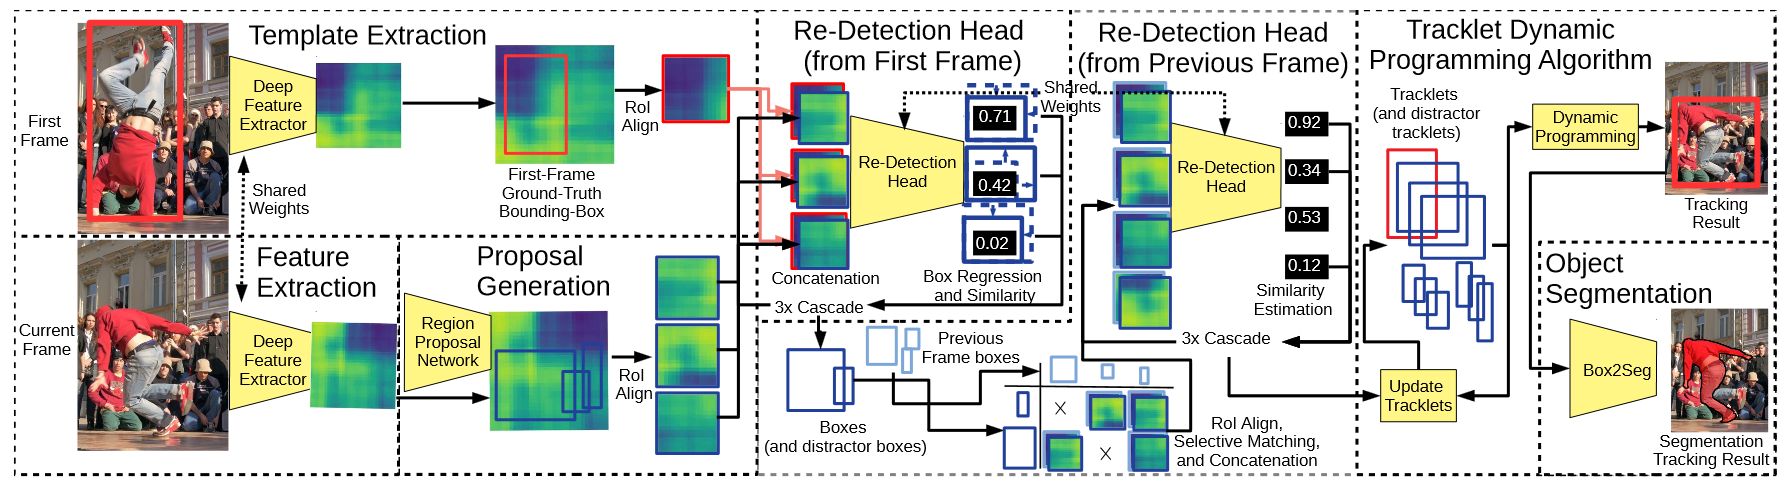 Template Extraction
First
Frame
Deep
Feature
Extractor
RoI
Align
First-Frame
Ground-Truth
Bounding-Box
Shared
Weights
Feature
Extraction
Current
Frame
Deep
Feature
Extractor
Proposal
Generation
Region
Proposal
Network
RoI
Align
Re-Detection Head
(from First Frame)
Shared
Weights
Re-Detection
Head
0.71
0.42
0.02
Concatenation
Box Regression
and Similarity
3x Cascade
Previous
Frame boxes
Boxes
(and distractor boxes)
Re-Detection Head
(from Previous Frame)
Re-Detection
Head
0.92
0.34
0.53
0.12
Similarity
Estimation
3x Cascade
X
X
RoI Align,
Selective Matching,
and Concatenation
Tracklet Dynamic
Programming Algorithm
Tracklets
(and distractor
tracklets)
Dynamic
Programming
Tracking
Result
Update
Tracklets
Object
Segmentation
Box2Seg
Segmentation
Tracking Result